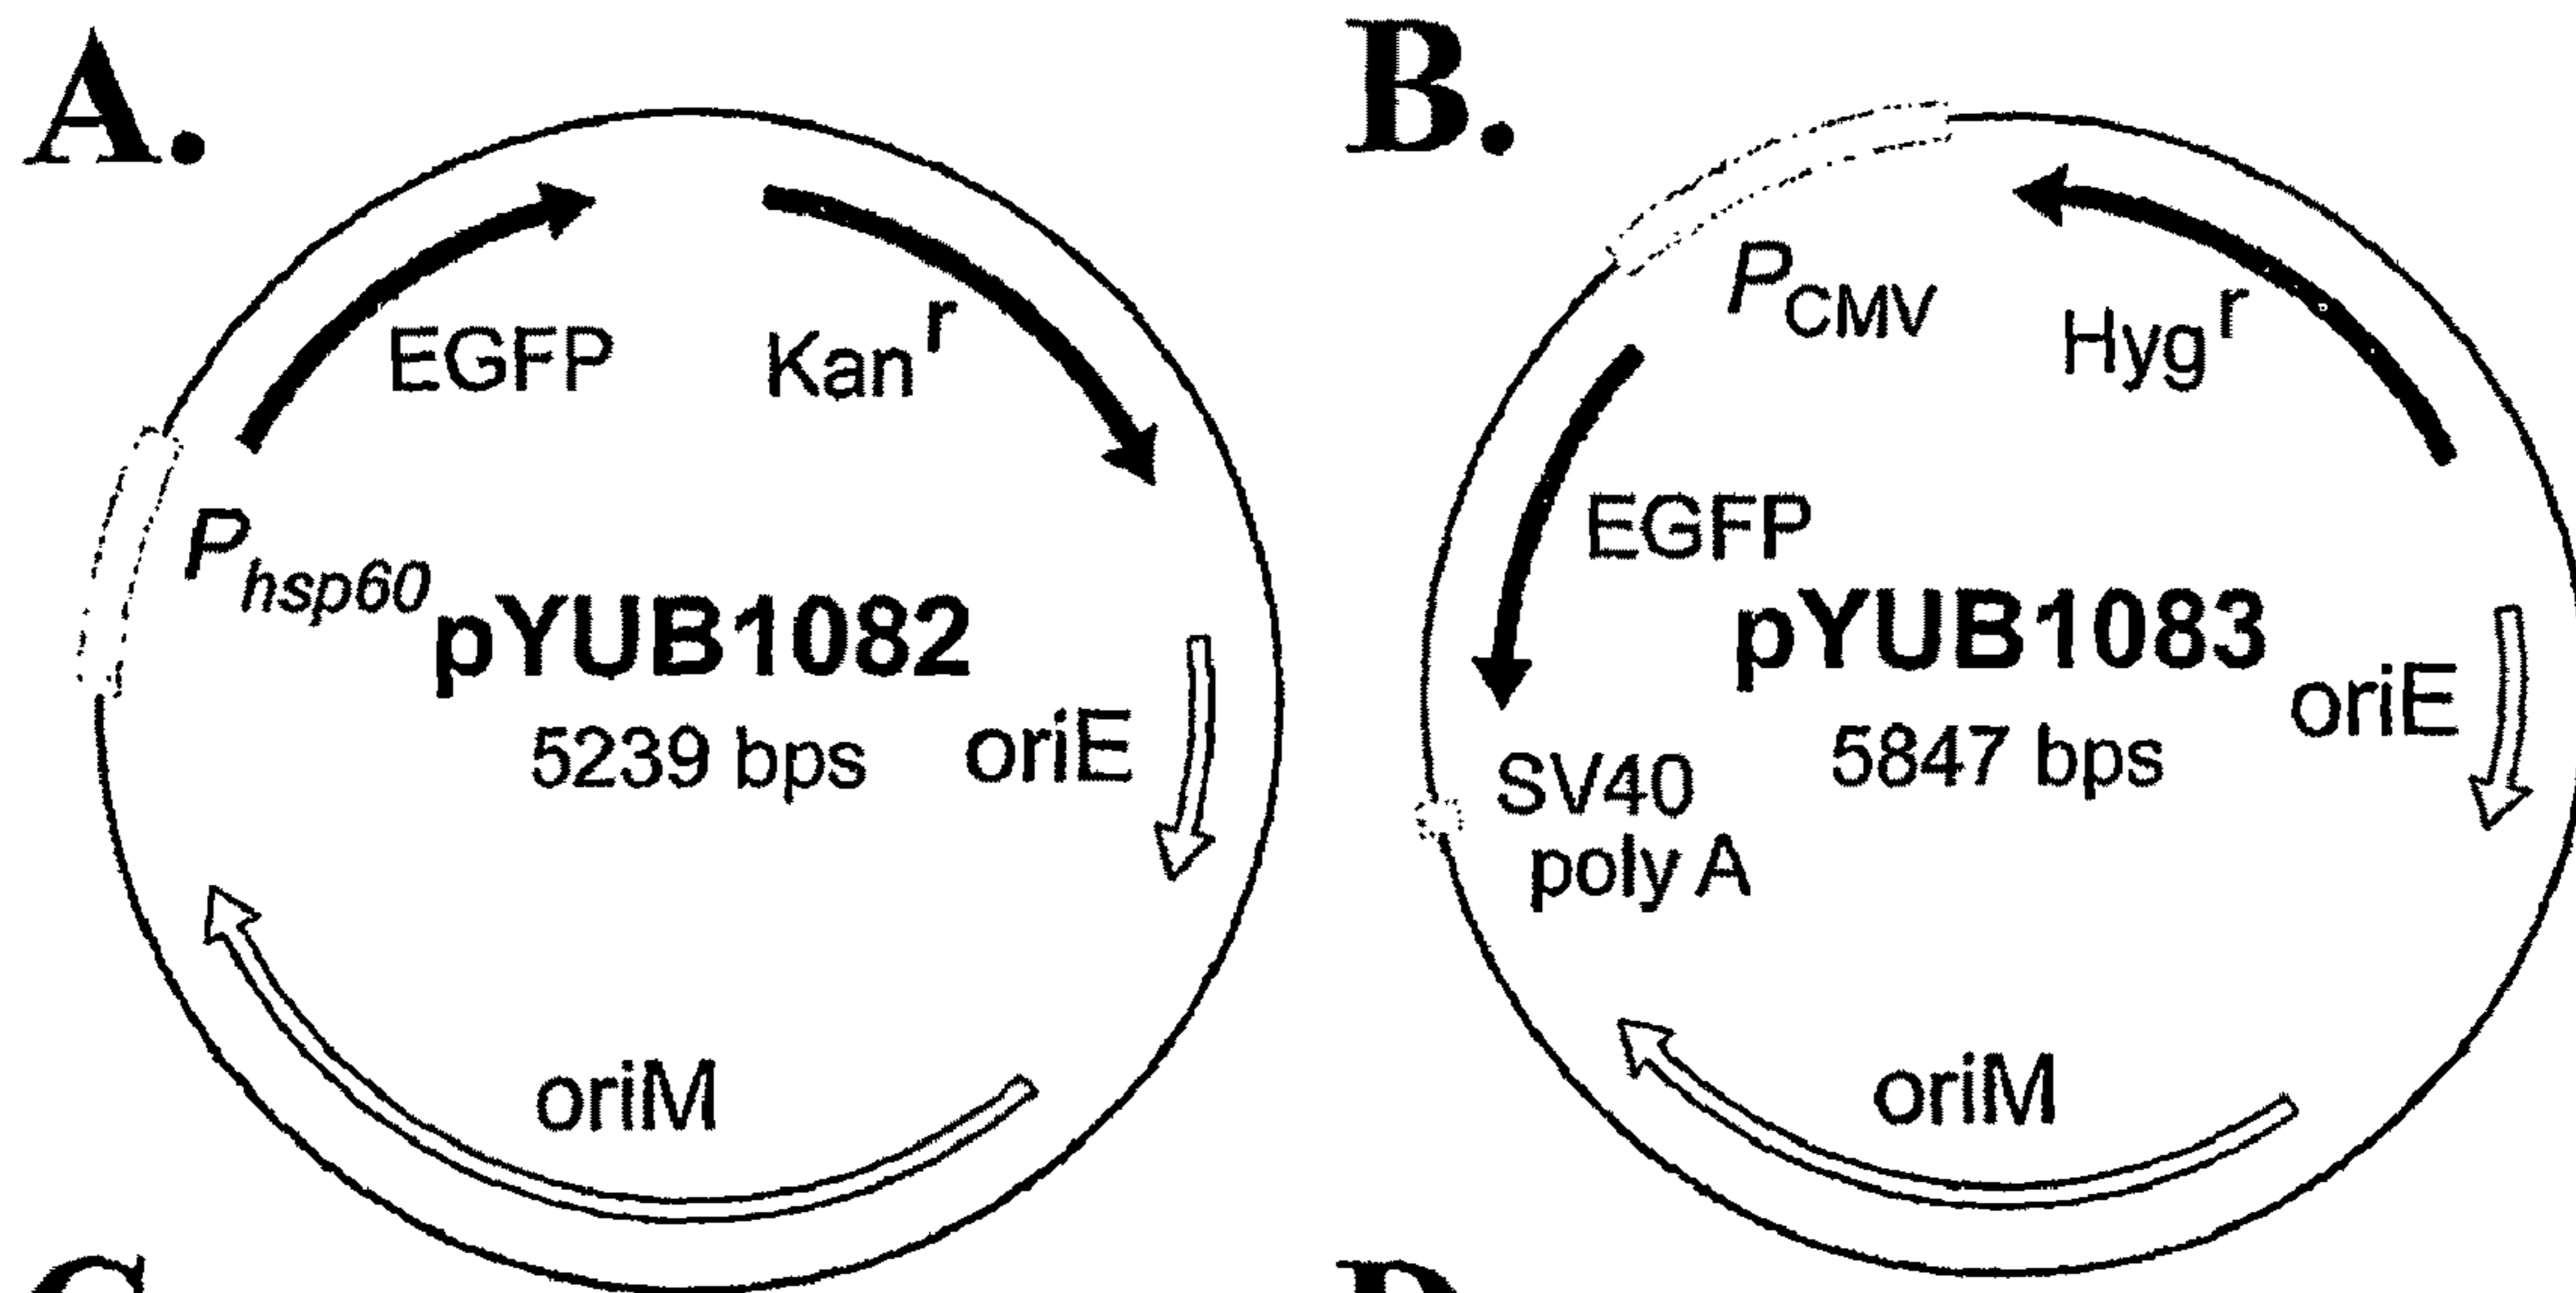 A.
EGFP
Kan^r
P_hsp60
pYUB1082
5239 bps
oriE
oriM
B.
P_CMV
Hyg^r
EGFP
pYUB1083
5847 bps
oriE
SV40
poly A
oriM